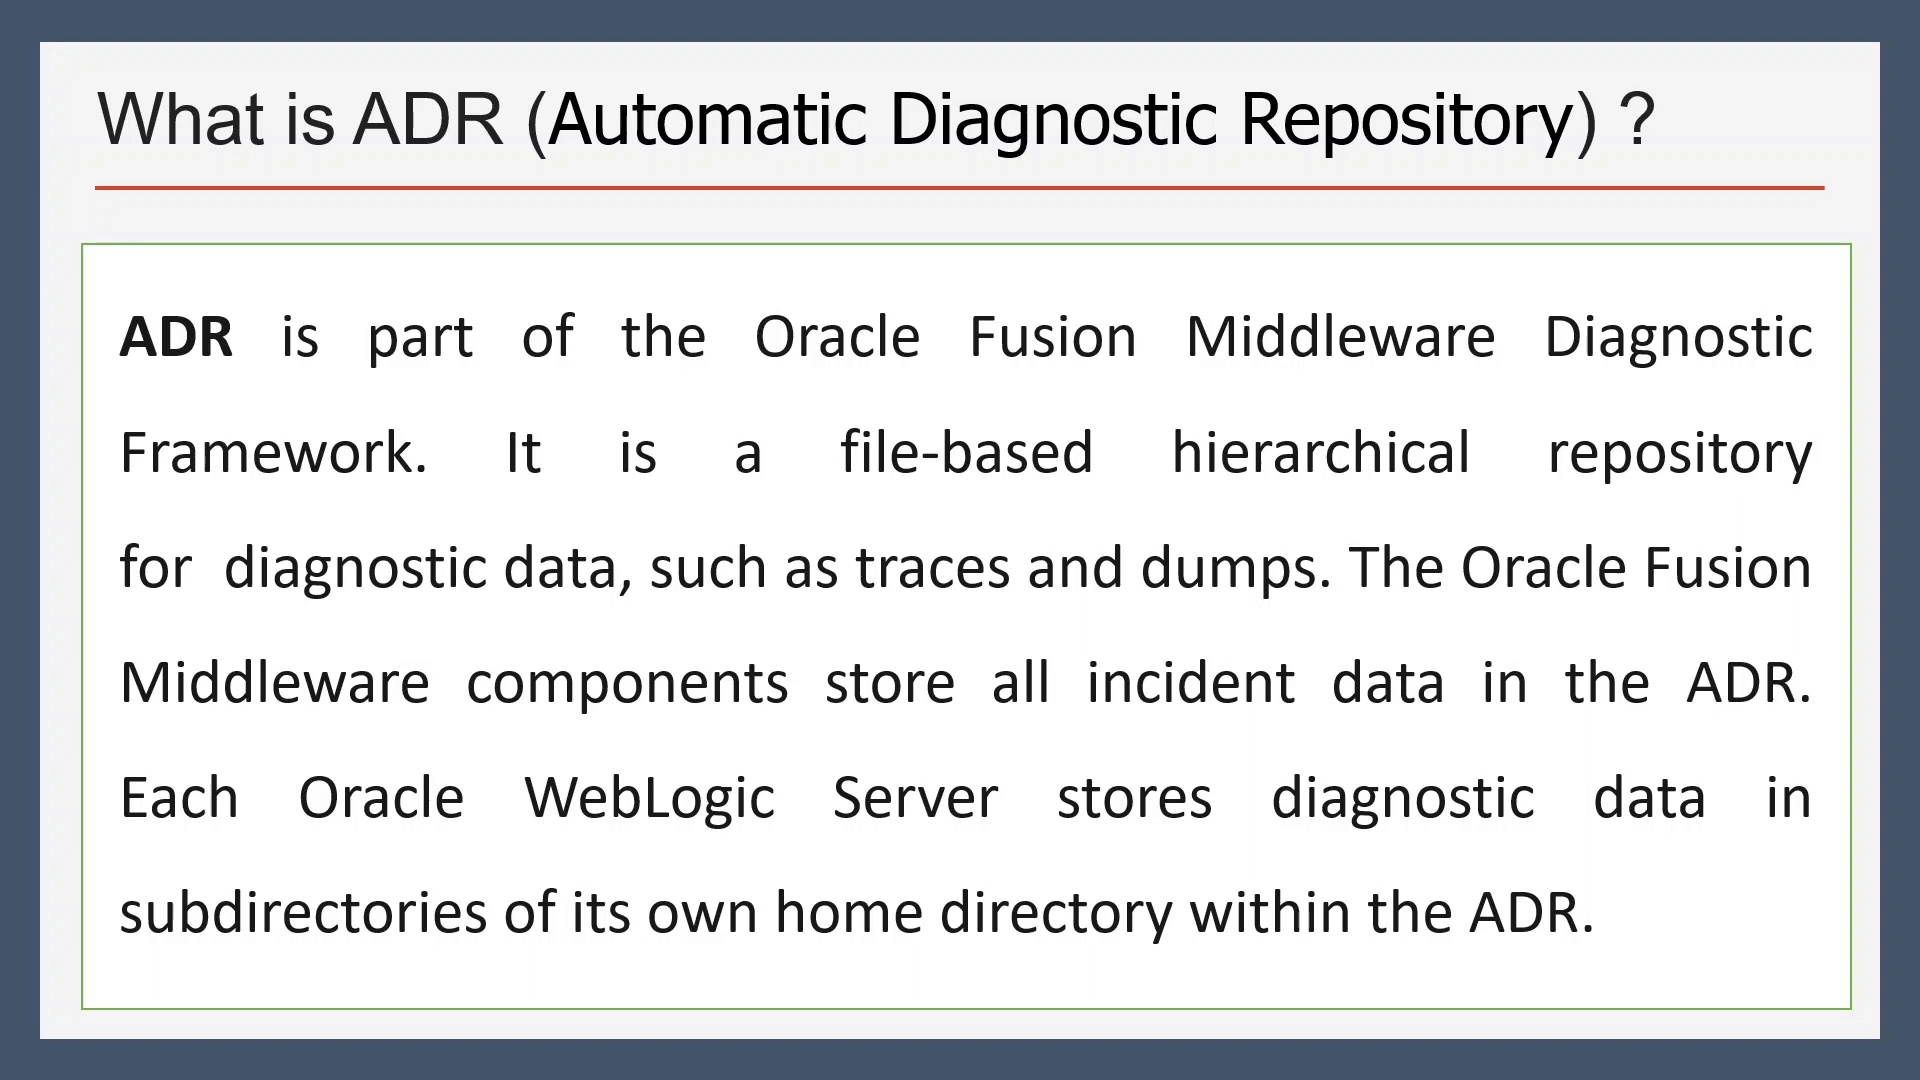 What is ADR (Automatic Diagnostic Repository) ?
ADR is part of the Oracle Fusion Middleware Diagnostic
Framework. It is a file-based hierarchical repository
for diagnostic data, such as traces and dumps. The Oracle Fusion
Middleware components store all incident data in the ADR.
Each Oracle WebLogic Server stores diagnostic data in
subdirectories of its own home directory within the ADR.